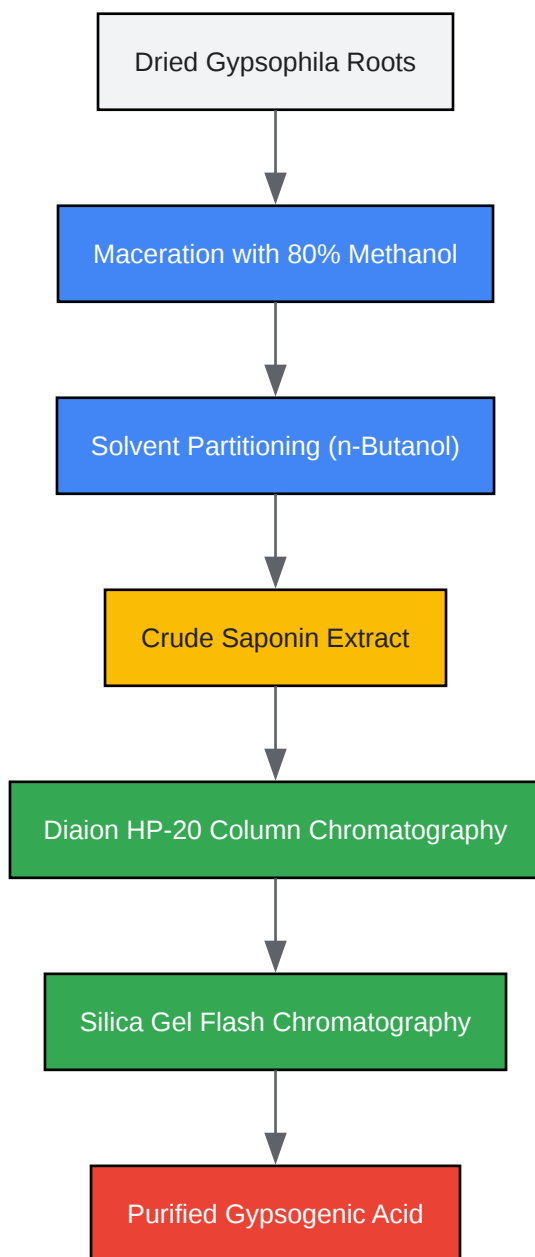 Dried Gypsophila Roots
Maceration with 80% Methanol
Solvent Partitioning (n-Butanol)
Crude Saponin Extract
Diaion HP-20 Column Chromatography
Silica Gel Flash Chromatography
Purified Gypsogenic Acid